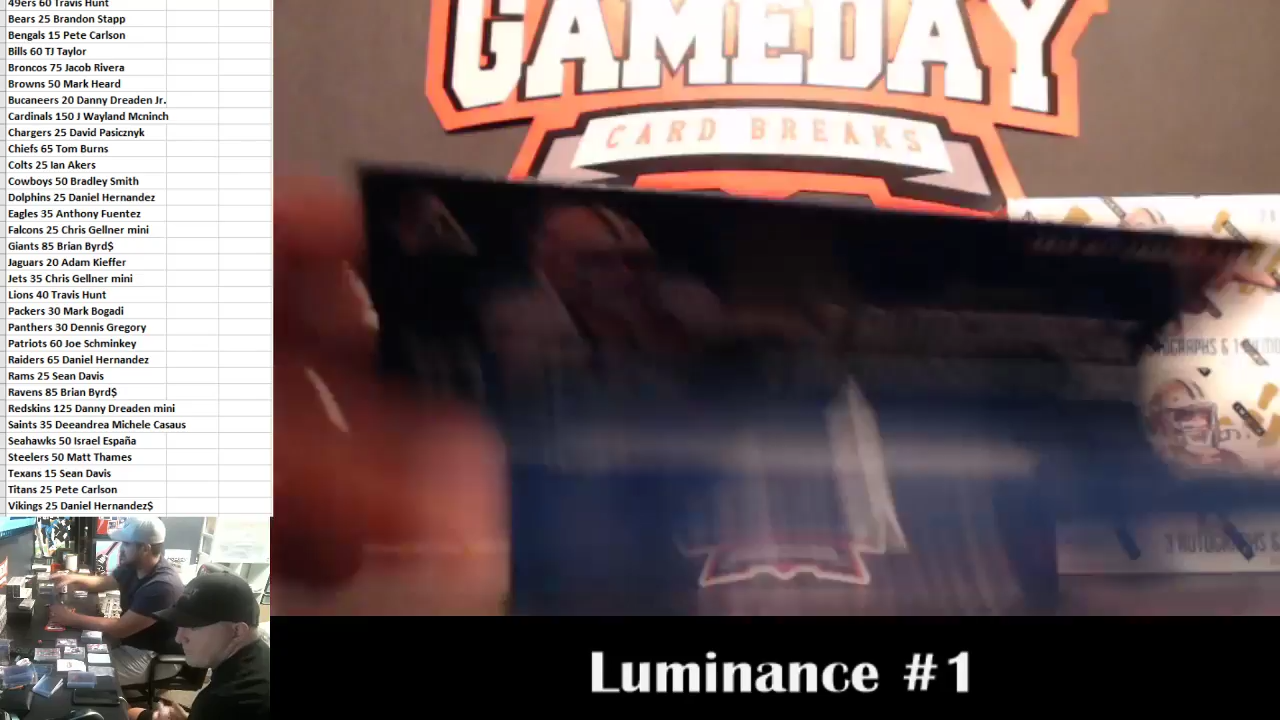 49ers 60 Travis Hunt
Bears 25 Brandon Stapp
Bengals 15 Pete Carlson
Bills 60 TJ Taylor
Broncos 75 Jacob Rivera
Browns 50 Mark Heard
Bucaneers 20 Danny Dreaden Jr.
Cardinals 150 J Wayland Mcninch
Chargers 25 David Pasicznyk
Chiefs 65 Tom Burns
Colts 25 Ian Akers
Cowboys 50 Bradley Smith
Dolphins 25 Daniel Hernandez
Eagles 35 Anthony Fuentez
Falcons 25 Chris Gellner mini
Giants 85 Brian Byrd$
Jaguars 20 Adam Kieffer
Jets 35 Chris Gellner mini
Lions 40 Travis Hunt
Packers 30 Mark Bogadi
Panthers 30 Dennis Gregory
Patriots 60 Joe Schminkey
Raiders 65 Daniel Hernandez
Rams 25 Sean Davis
Ravens 85 Brian Byrd$
Redskins 125 Danny Dreaden mini
Saints 35 Deeandrea Michele Casaus
Seahawks 50 Israel España
Steelers 50 Matt Thames
Texans 15 Sean Davis
Titans 25 Pete Carlson
Vikings 25 Daniel Hernandez$
GAMEDAY
CARD BREAKS
Luminance #1